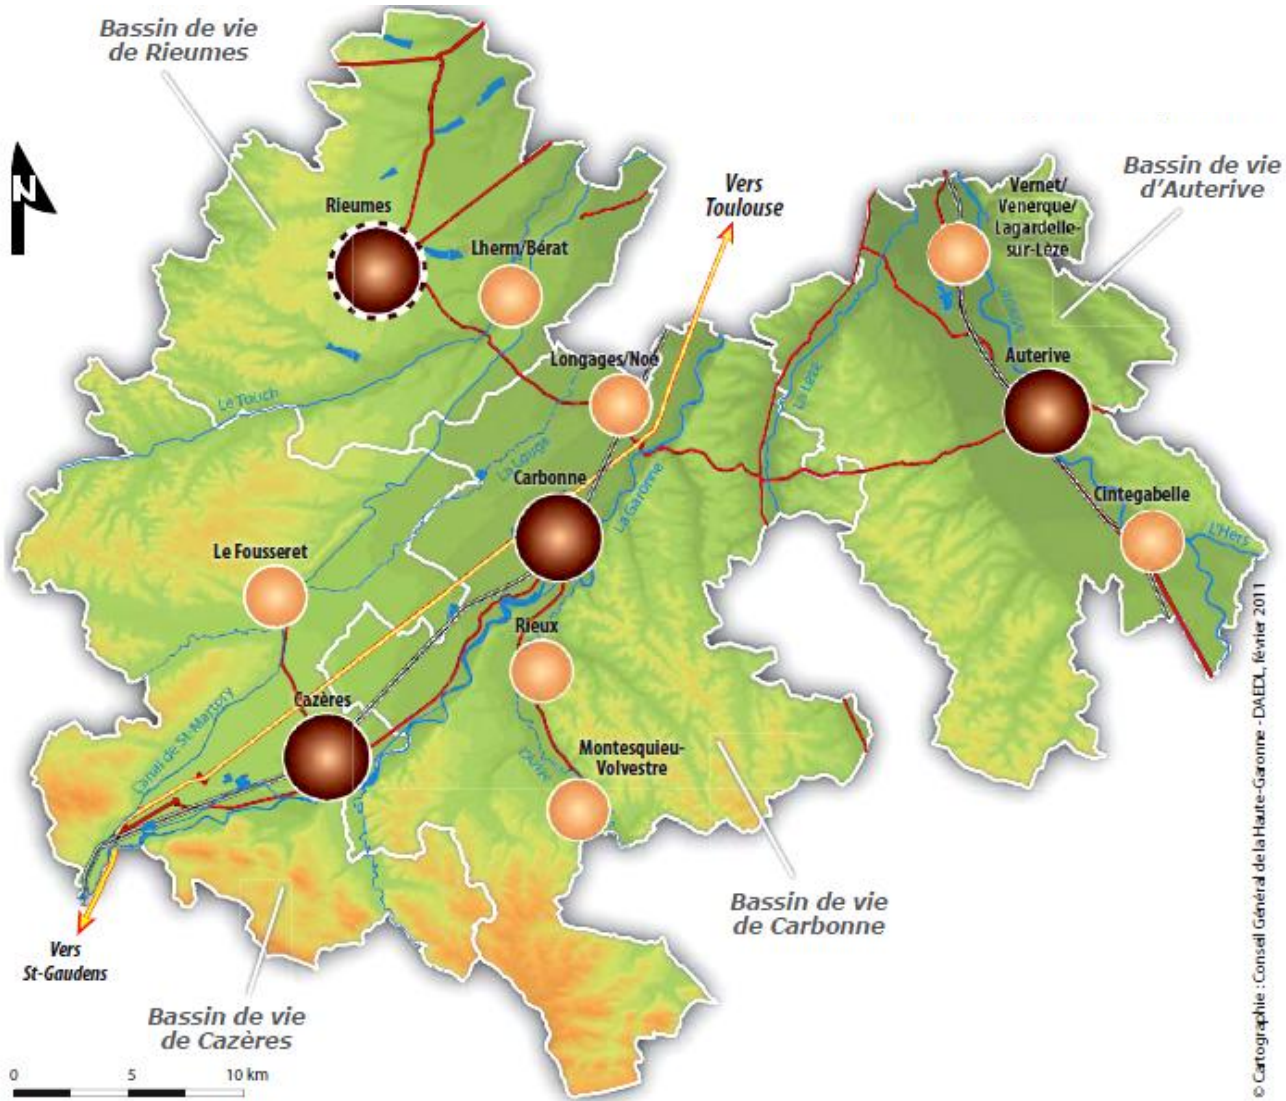 Bassin de vie
de Rieumes
N
Rieumes
Lherm/Bérat
Vers
Toulouse
Vernet/
Venerque/
Lagardelle-
sur-Lèze
Bassin de vie
d'Auterive
L'Ariège
Longages/Noé
Auterive
Le Touch
La Lèze
La Louge
Carbonne
La Garonne
Cintegabelle
L'Hers
Le Fousseret
Rieux
Cazères
Canal de St-Martory
L'Arize
Montesquieu-
Volvestre
Bassin de vie
de Carbonne
Vers
St-Gaudens
Bassin de vie
de Cazères
0 5 10 km
© Cartographie : Conseil Général de la Haute-Garonne - DAEDL, février 2011